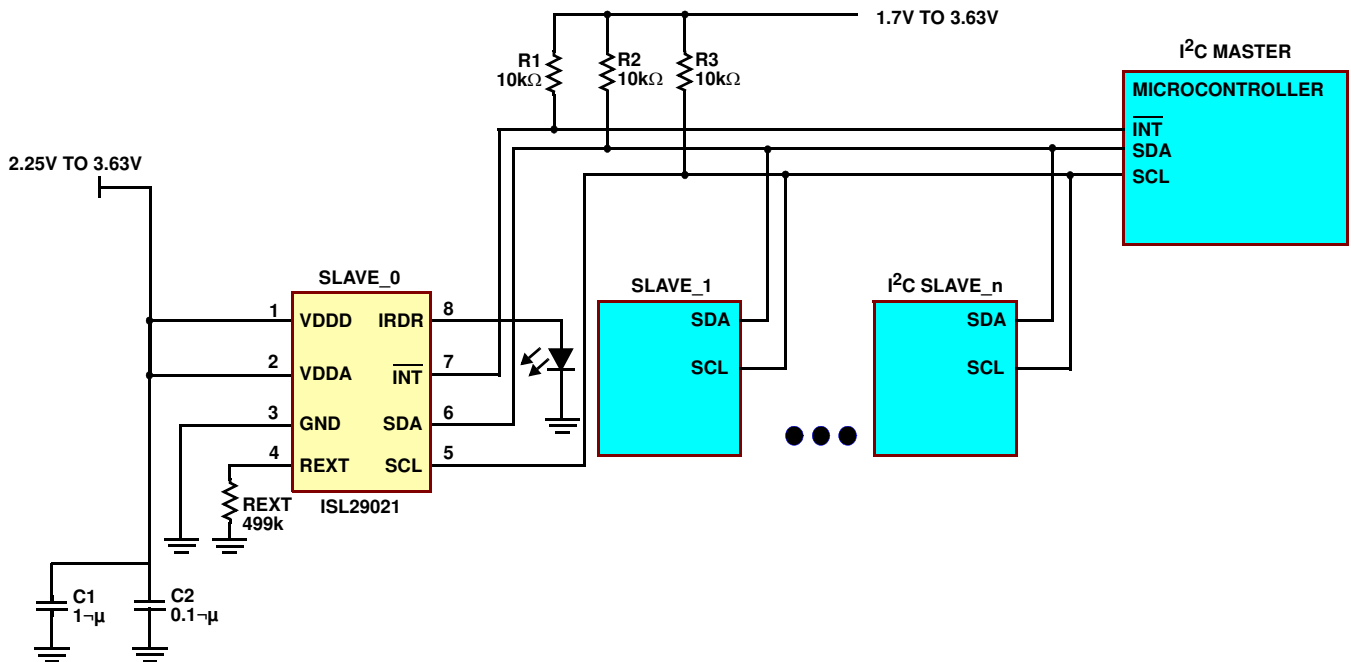 1.7V TO 3.63V
R1
10kΩ
R2
10kΩ
R3
10kΩ
I²C MASTER
MICROCONTROLLER
I̅N̅T̅
SDA
SCL
2.25V TO 3.63V
SLAVE_0
1
VDDD
IRDR
8
2
VDDA
I̅N̅T̅
7
3
GND
SDA
6
4
REXT
SCL
5
ISL29021
REXT
499k
SLAVE_1
SDA
SCL
I²C SLAVE_n
SDA
SCL
C1
1¬µ
C2
0.1¬µ